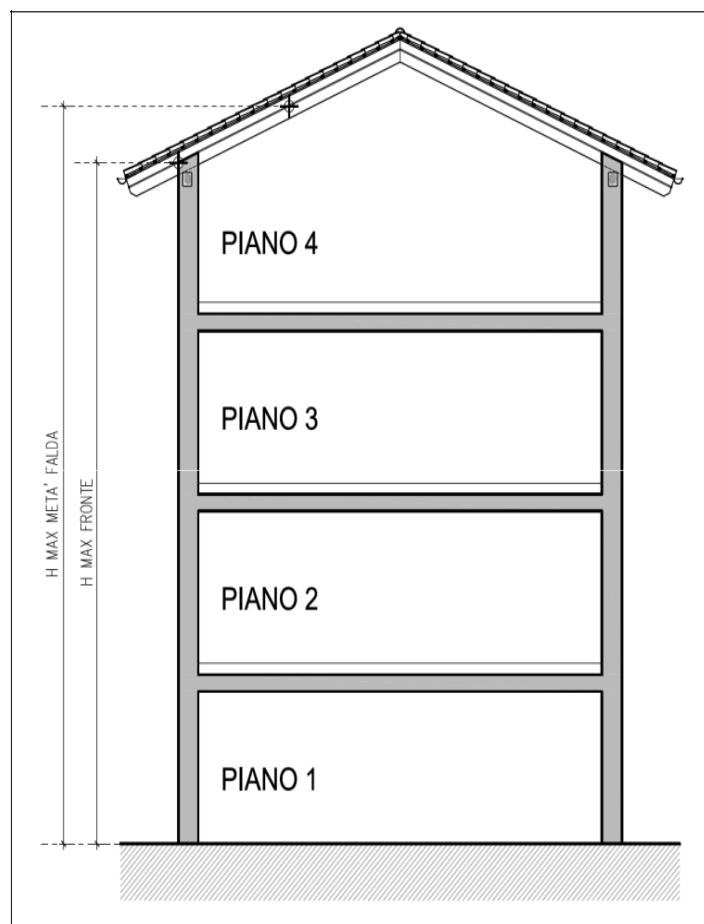 PIANO 4
PIANO 3
H MAX META' FALDA
H MAX FRONTE
PIANO 2
PIANO 1